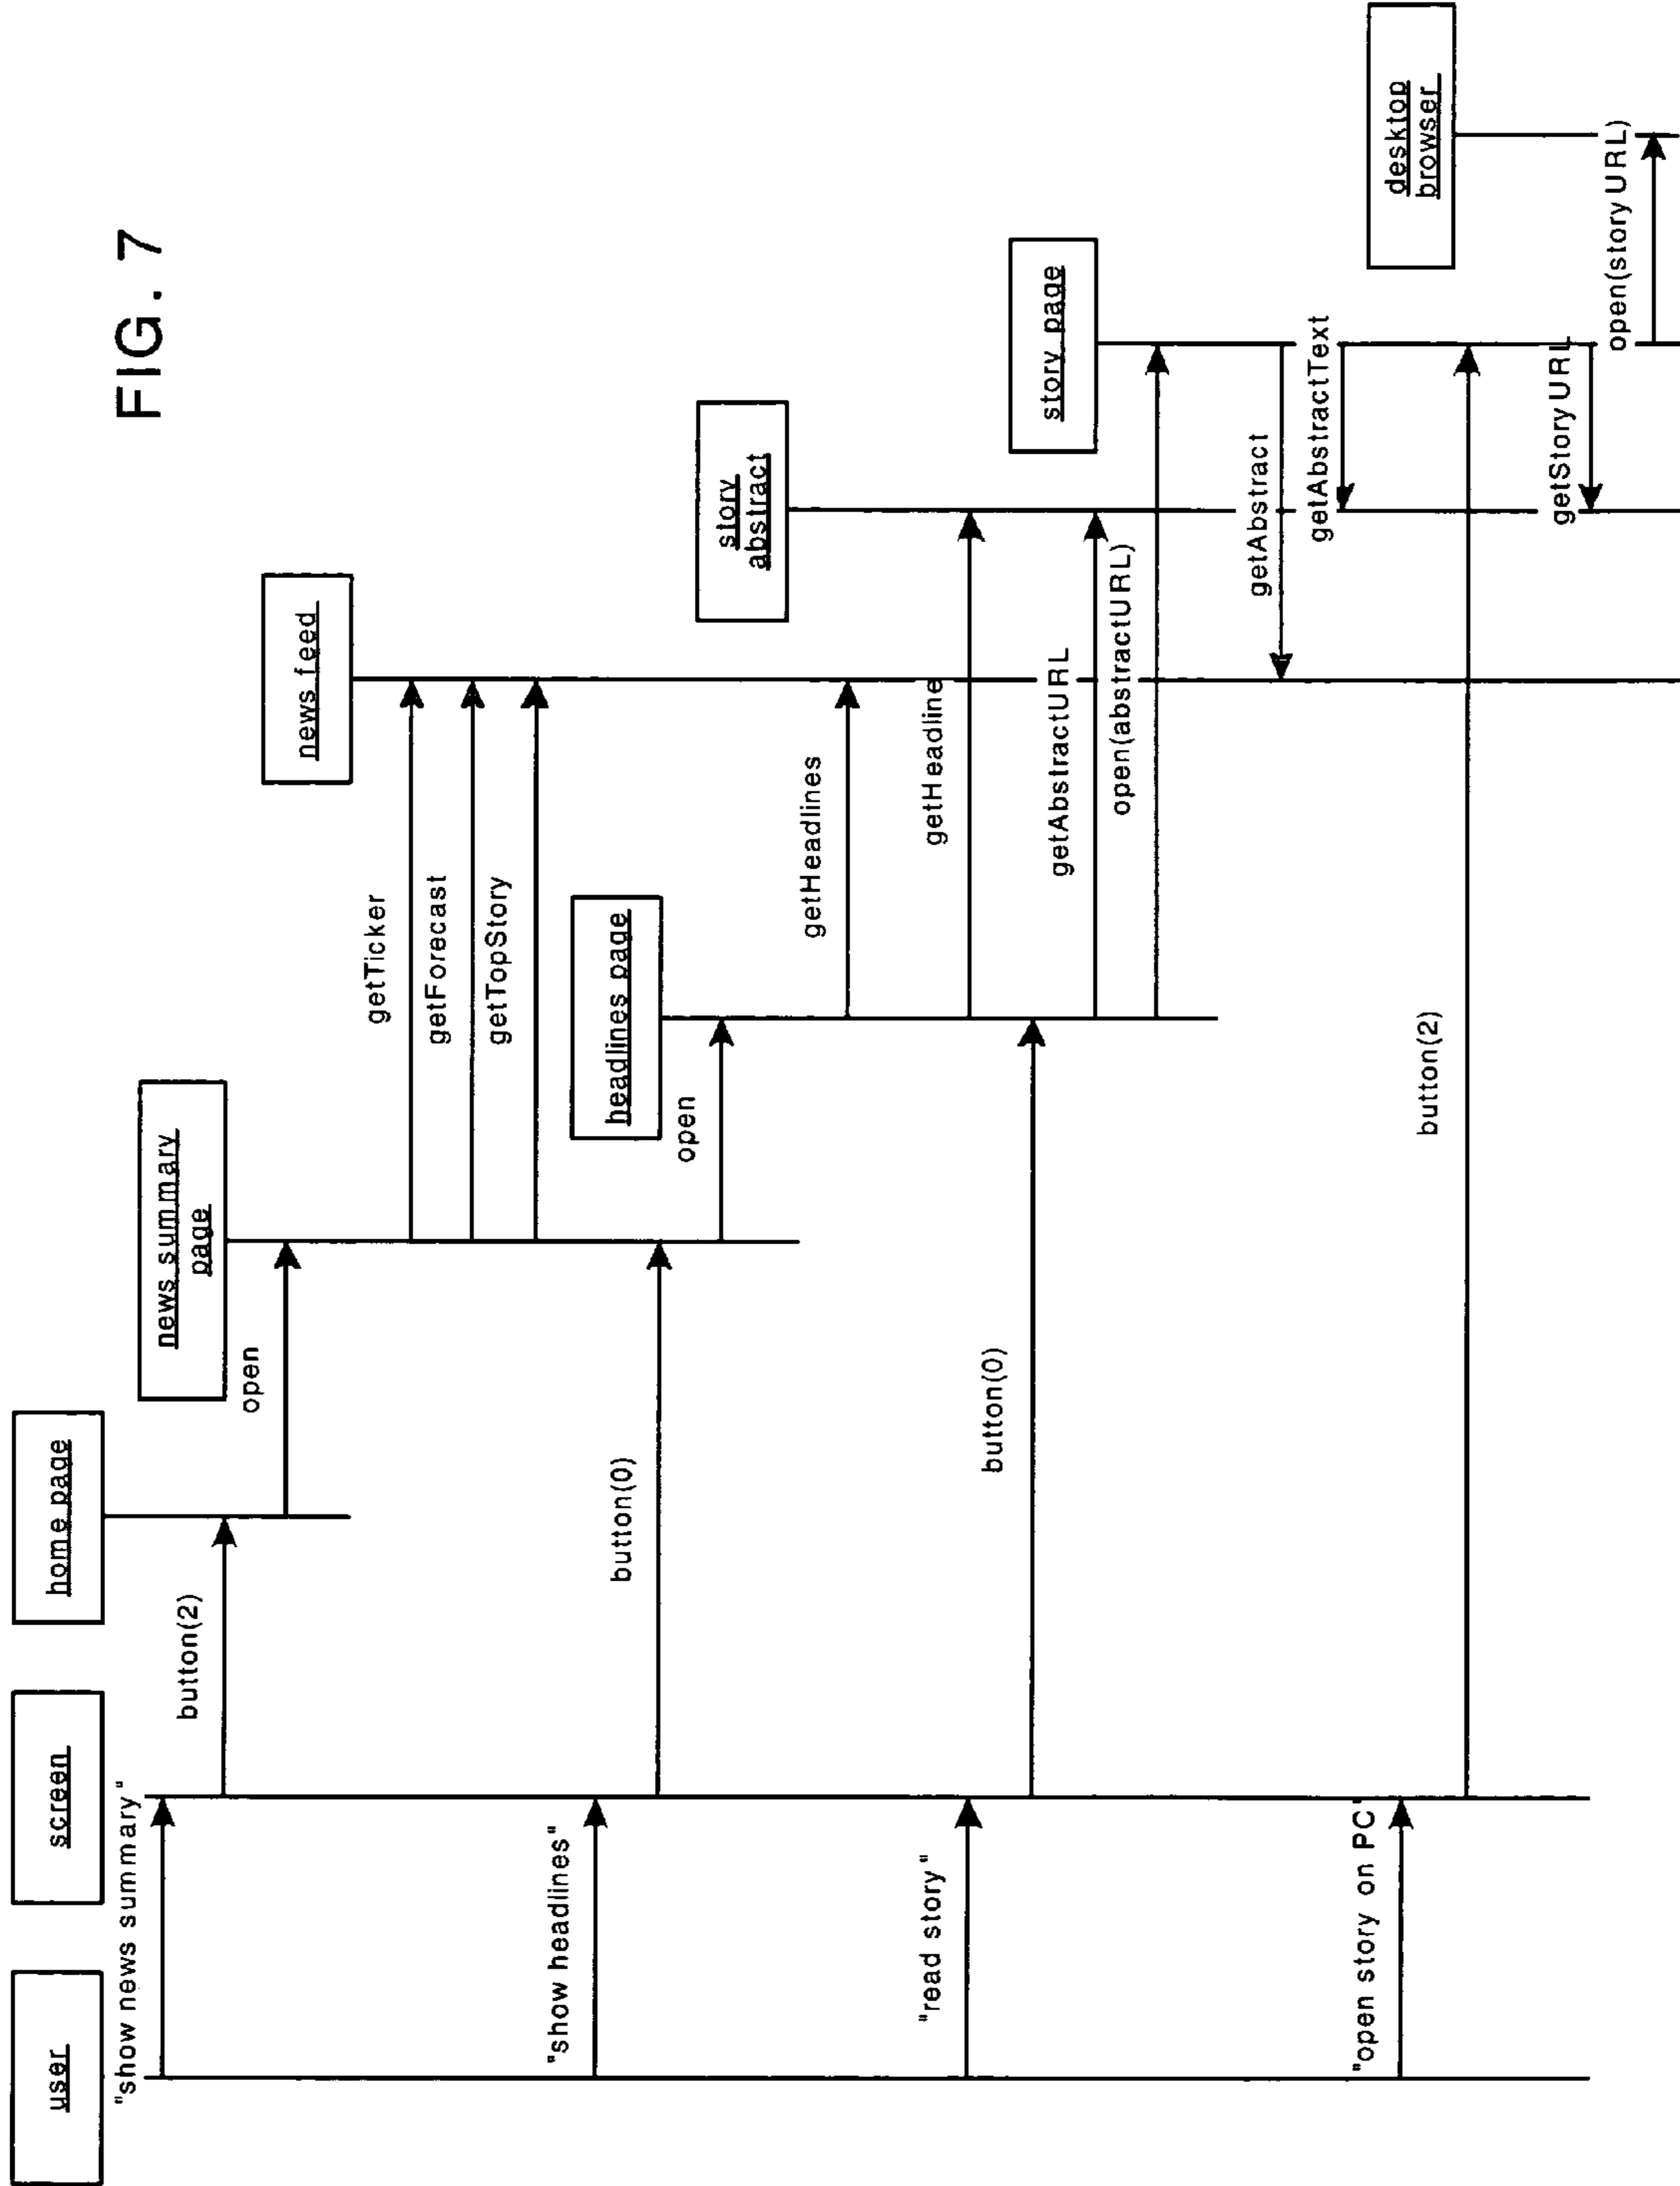 FIG. 7
user
screen
home page
"show news summary"
button(2)
news summary
page
open
news feed
getTicker
getForecast
getTopStory
"show headlines"
button(0)
headlines page
open
story
abstract
getHeadlines
getHeadline
"read story"
button(0)
getAbstractURL
story page
open(abstractURL)
getAbstract
getAbstractText
"open story on PC"
button(2)
desktop
browser
getStoryURL
open(storyURL)